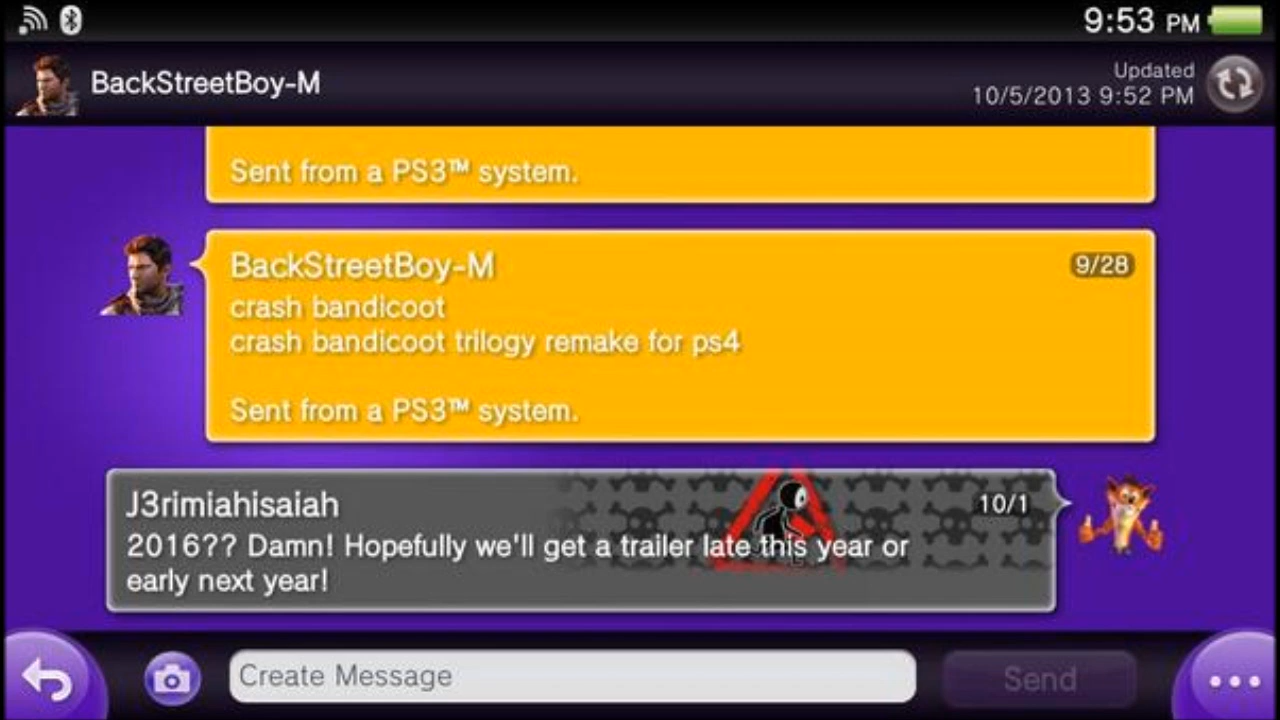 9:53 PM
BackStreetBoy-M
Updated
10/5/2013 9:52 PM
Sent from a PS3™ system.
BackStreetBoy-M
9/28
crash bandicoot
crash bandicoot trilogy remake for ps4
Sent from a PS3™ system.
J3rimiahisaiah
10/1
2016?? Damn! Hopefully we'll get a trailer late this year or
early next year!
Create Message
Send